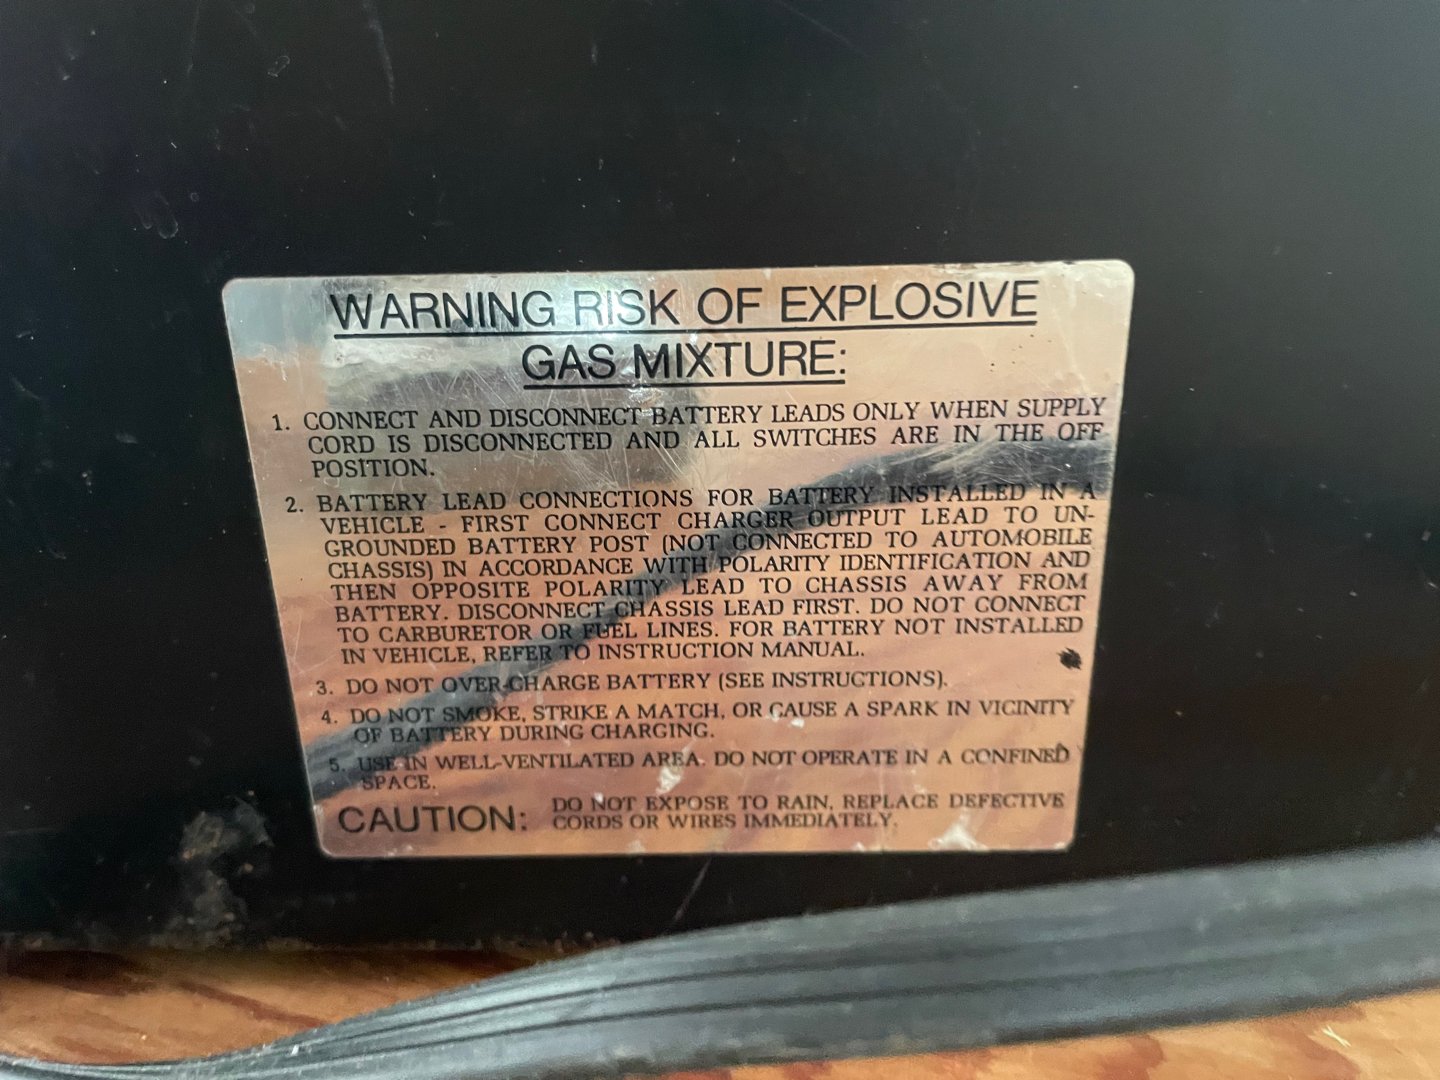 WARNING RISK OF EXPLOSIVE
GAS MIXTURE:
1. CONNECT AND DISCONNECT BATTERY LEADS ONLY WHEN SUPPLY
CORD IS DISCONNECTED AND ALL SWITCHES ARE IN THE OFF
POSITION.
2. BATTERY LEAD CONNECTIONS FOR BATTERY INSTALLED IN A
VEHICLE - FIRST CONNECT CHARGER OUTPUT LEAD TO UN-
GROUNDED BATTERY POST (NOT CONNECTED TO AUTOMOBILE
CHASSIS) IN ACCORDANCE WITH POLARITY IDENTIFICATION AND
THEN OPPOSITE POLARITY LEAD TO CHASSIS AWAY FROM
BATTERY. DISCONNECT CHASSIS LEAD FIRST. DO NOT CONNECT
TO CARBURETOR OR FUEL LINES. FOR BATTERY NOT INSTALLED
IN VEHICLE, REFER TO INSTRUCTION MANUAL.
3. DO NOT OVER-CHARGE BATTERY (SEE INSTRUCTIONS).
4. DO NOT SMOKE, STRIKE A MATCH, OR CAUSE A SPARK IN VICINITY
OF BATTERY DURING CHARGING.
5. USE IN WELL-VENTILATED AREA. DO NOT OPERATE IN A CONFINED
SPACE.
CAUTION: DO NOT EXPOSE TO RAIN, REPLACE DEFECTIVE
CORDS OR WIRES IMMEDIATELY.